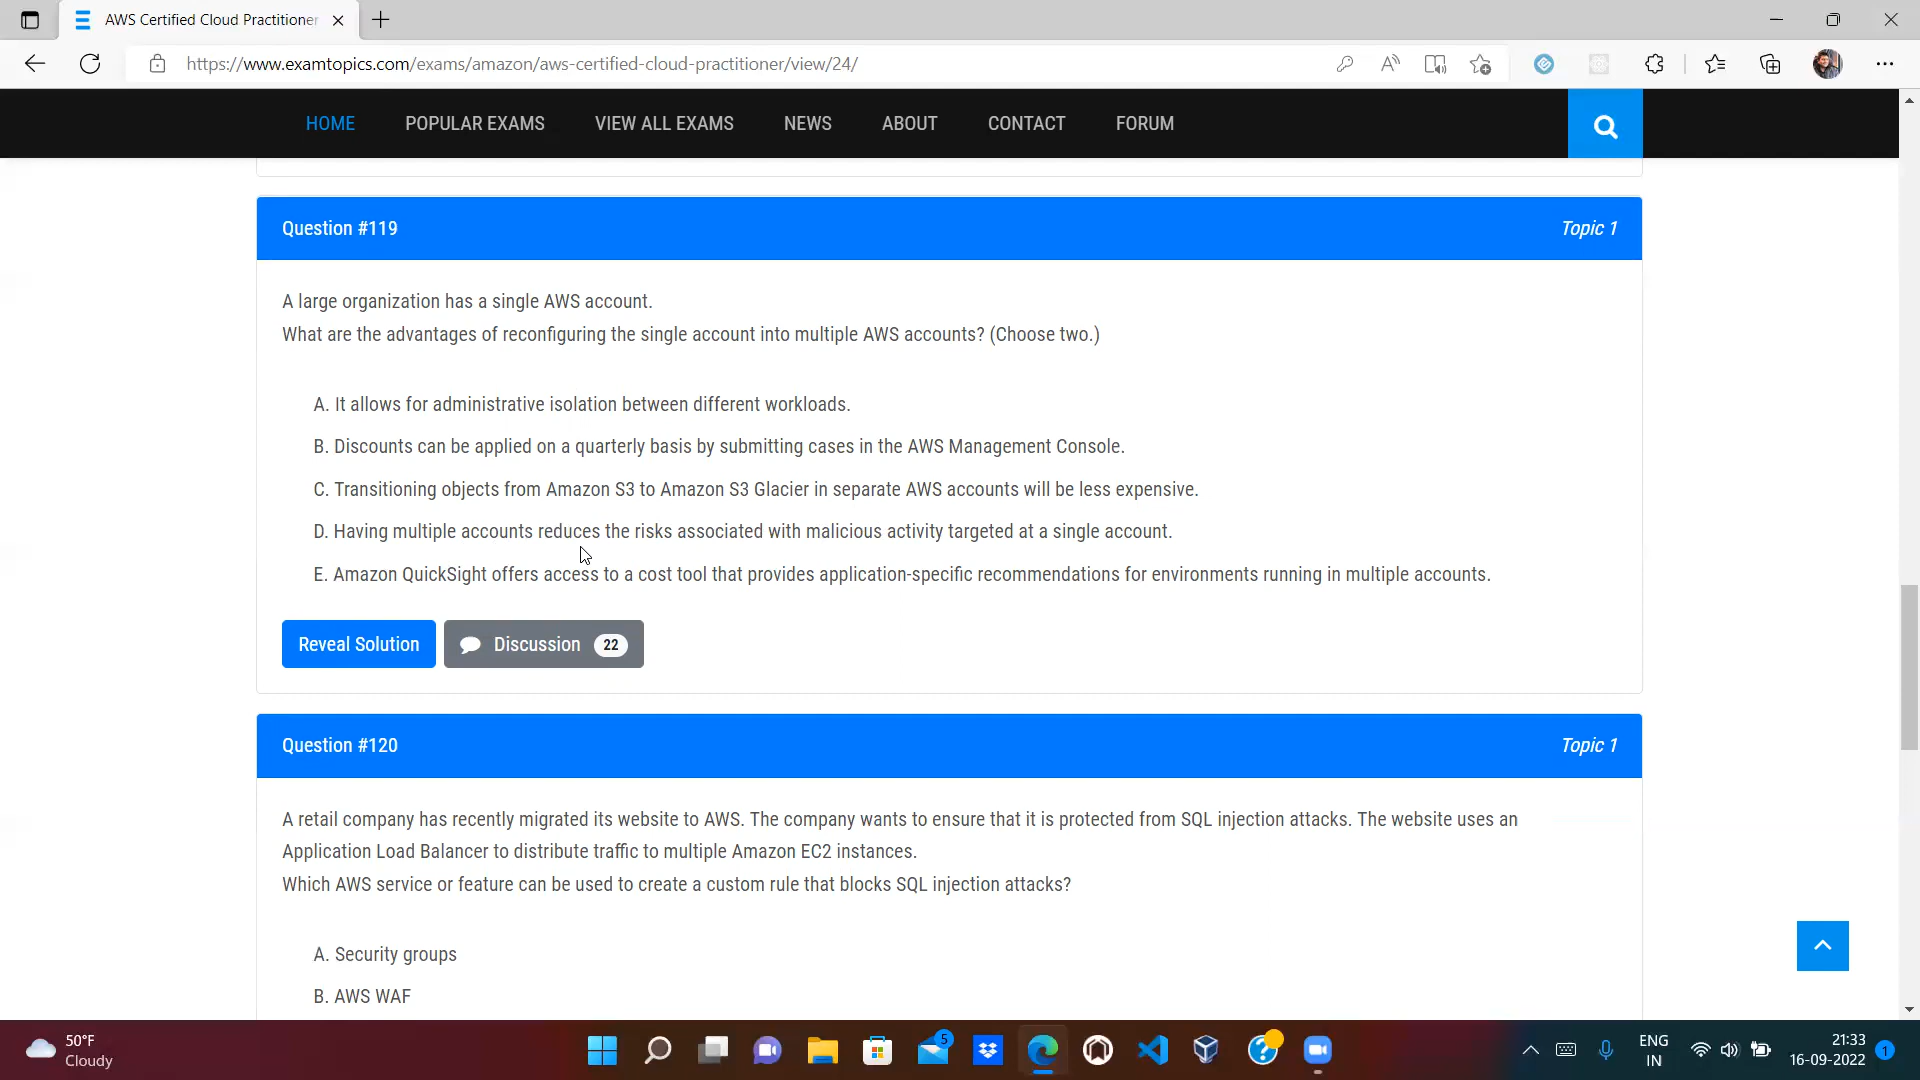 AWS Certified Cloud Practitioner
https://www.examtopics.com/exams/amazon/aws-certified-cloud-practitioner/view/24/
HOME POPULAR EXAMS VIEW ALL EXAMS NEWS ABOUT CONTACT FORUM
Question #119 Topic 1
A large organization has a single AWS account.
What are the advantages of reconfiguring the single account into multiple AWS accounts? (Choose two.)
A. It allows for administrative isolation between different workloads.
B. Discounts can be applied on a quarterly basis by submitting cases in the AWS Management Console.
C. Transitioning objects from Amazon S3 to Amazon S3 Glacier in separate AWS accounts will be less expensive.
D. Having multiple accounts reduces the risks associated with malicious activity targeted at a single account.
E. Amazon QuickSight offers access to a cost tool that provides application-specific recommendations for environments running in multiple accounts.
Reveal Solution Discussion 22
Question #120 Topic 1
A retail company has recently migrated its website to AWS. The company wants to ensure that it is protected from SQL injection attacks. The website uses an
Application Load Balancer to distribute traffic to multiple Amazon EC2 instances.
Which AWS service or feature can be used to create a custom rule that blocks SQL injection attacks?
A. Security groups
B. AWS WAF
50°F
Cloudy
5
ENG
IN
21:33
16-09-2022
1